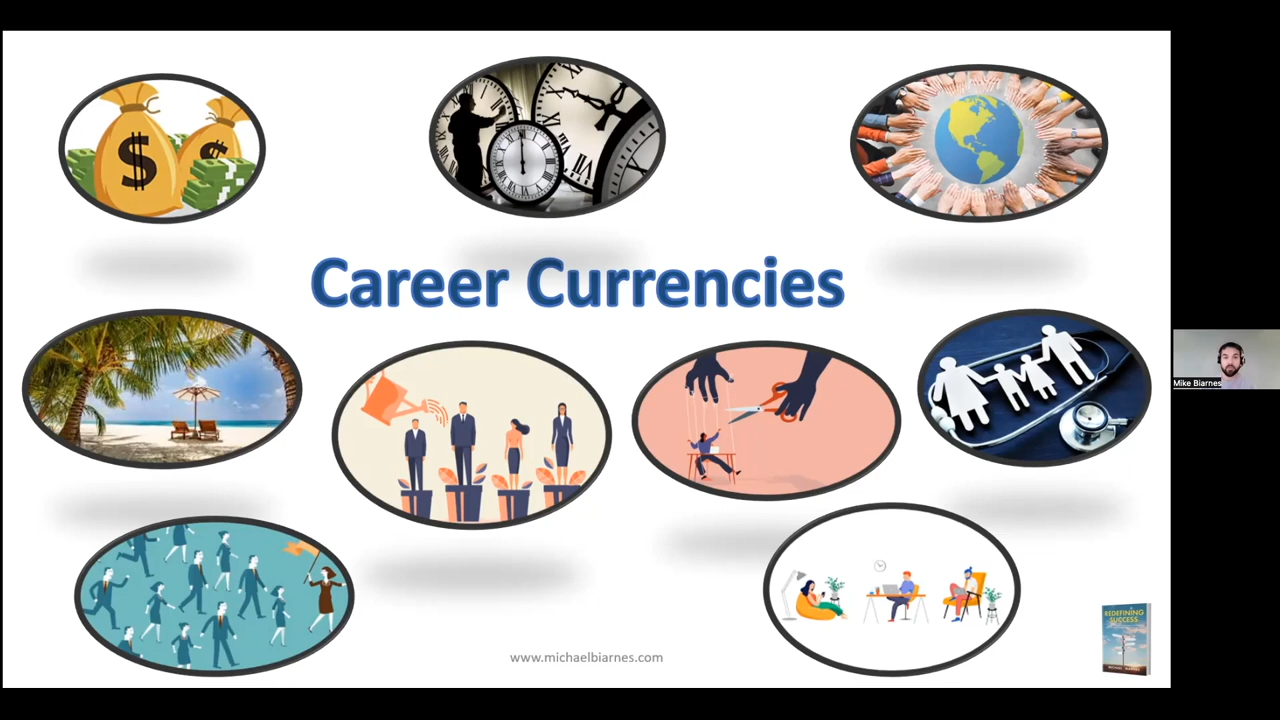 $
$
Career Currencies
Mike Biarnes
REDEFINING
SUCCESS
www.michaelbiarnes.com